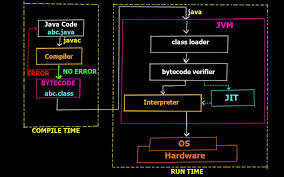 Java Code
abc.java
javac
Compiler
ERROR
NO ERROR
BYTECODE
abc.class
COMPILE TIME
java
JVM
class loader
bytecode verifier
Interpreter
JIT
OS
Hardware
RUN TIME